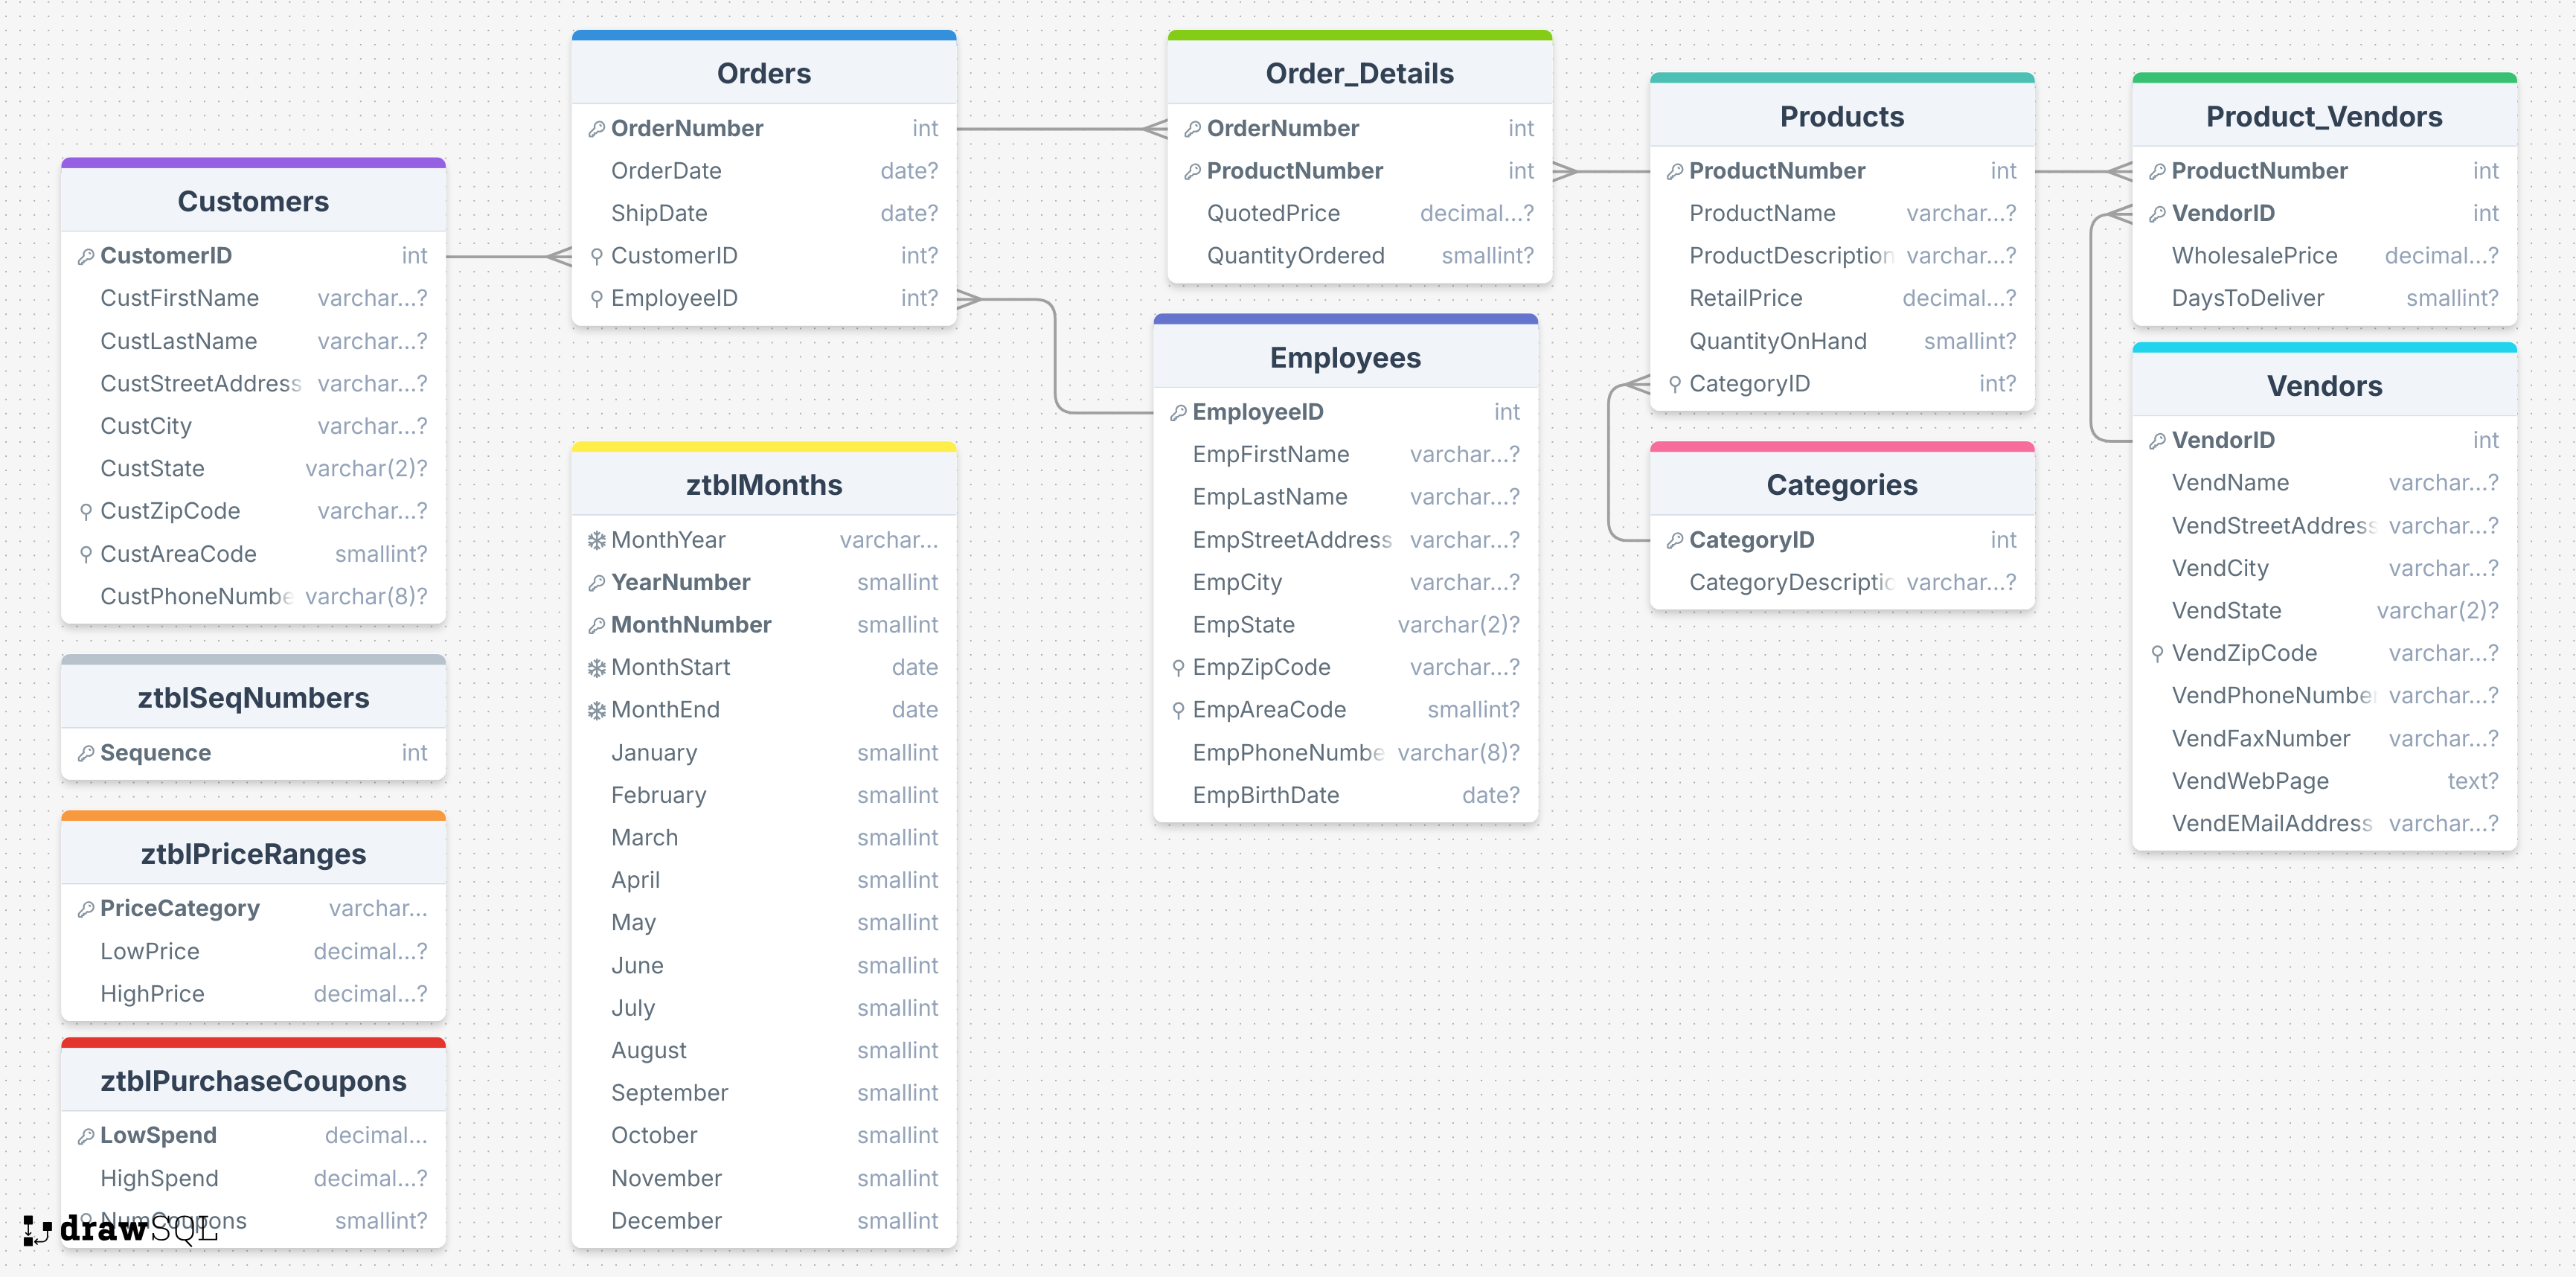 Customers
CustomerID int
CustFirstName varchar...?
CustLastName varchar...?
CustStreetAddress varchar...?
CustCity varchar...?
CustState varchar(2)?
CustZipCode varchar...?
CustAreaCode smallint?
CustPhoneNumbe varchar(8)?
ztblSeqNumbers
Sequence int
ztblPriceRanges
PriceCategory varchar...
LowPrice decimal...?
HighPrice decimal...?
ztblPurchaseCoupons
LowSpend decimal...
HighSpend decimal...?
NumCoupons smallint?
drawSQL
Orders
OrderNumber int
OrderDate date?
ShipDate date?
CustomerID int?
EmployeeID int?
ztblMonths
MonthYear varchar...
YearNumber smallint
MonthNumber smallint
MonthStart date
MonthEnd date
January smallint
February smallint
March smallint
April smallint
May smallint
June smallint
July smallint
August smallint
September smallint
October smallint
November smallint
December smallint
Order_Details
OrderNumber int
ProductNumber int
QuotedPrice decimal...?
QuantityOrdered smallint?
Employees
EmployeeID int
EmpFirstName varchar...?
EmpLastName varchar...?
EmpStreetAddress varchar...?
EmpCity varchar...?
EmpState varchar(2)?
EmpZipCode varchar...?
EmpAreaCode smallint?
EmpPhoneNumbe varchar(8)?
EmpBirthDate date?
Products
ProductNumber int
ProductName varchar...?
ProductDescription varchar...?
RetailPrice decimal...?
QuantityOnHand smallint?
CategoryID int?
Categories
CategoryID int
CategoryDescriptic varchar...?
Product_Vendors
ProductNumber int
VendorID int
WholesalePrice decimal...?
DaysToDeliver smallint?
Vendors
VendorID int
VendName varchar...?
VendStreetAddress varchar...?
VendCity varchar...?
VendState varchar(2)?
VendZipCode varchar...?
VendPhoneNumber varchar...?
VendFaxNumber varchar...?
VendWebPage text?
VendEMailAddress varchar...?